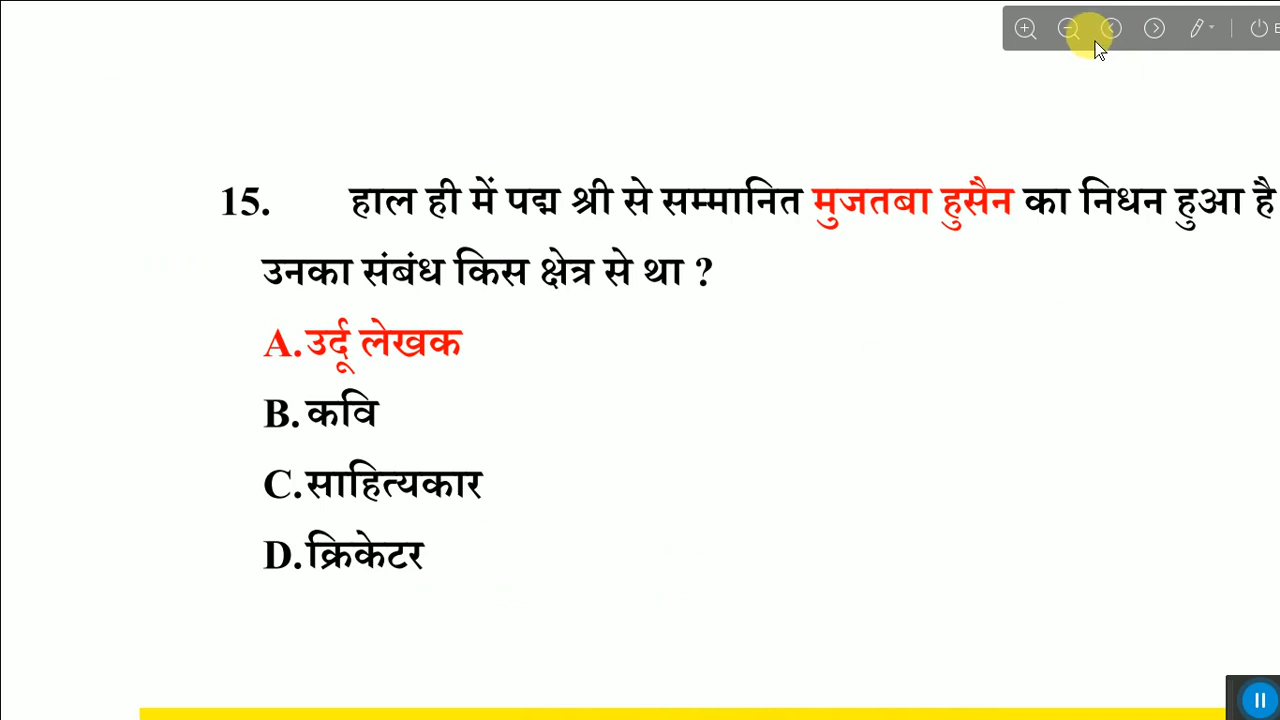 15. हाल ही में पद्म श्री से सम्मानित मुजतबा हुसैन का निधन हुआ है
उनका संबंध किस क्षेत्र से था ?
A. उर्दू लेखक
B. कवि
C. साहित्यकार
D. क्रिकेटर